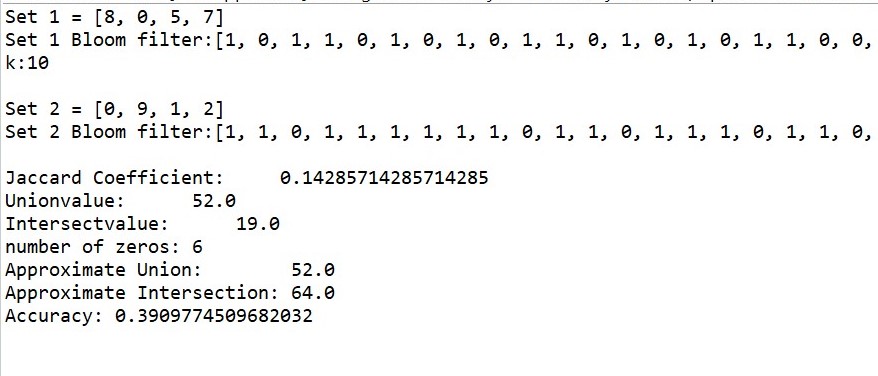 Set 1 = [8, 0, 5, 7]
Set 1 Bloom filter:[1, 0, 1, 1, 0, 1, 0, 1, 0, 1, 1, 0, 1, 0, 1, 0, 1, 1, 0, 0,
k:10
Set 2 = [0, 9, 1, 2]
Set 2 Bloom filter:[1, 1, 0, 1, 1, 1, 1, 1, 1, 0, 1, 1, 0, 1, 1, 1, 0, 1, 1, 0,
Jaccard Coefficient: 0.14285714285714285
Unionvalue: 52.0
Intersectvalue: 19.0
number of zeros: 6
Approximate Union: 52.0
Approximate Intersection: 64.0
Accuracy: 0.3909774509682032